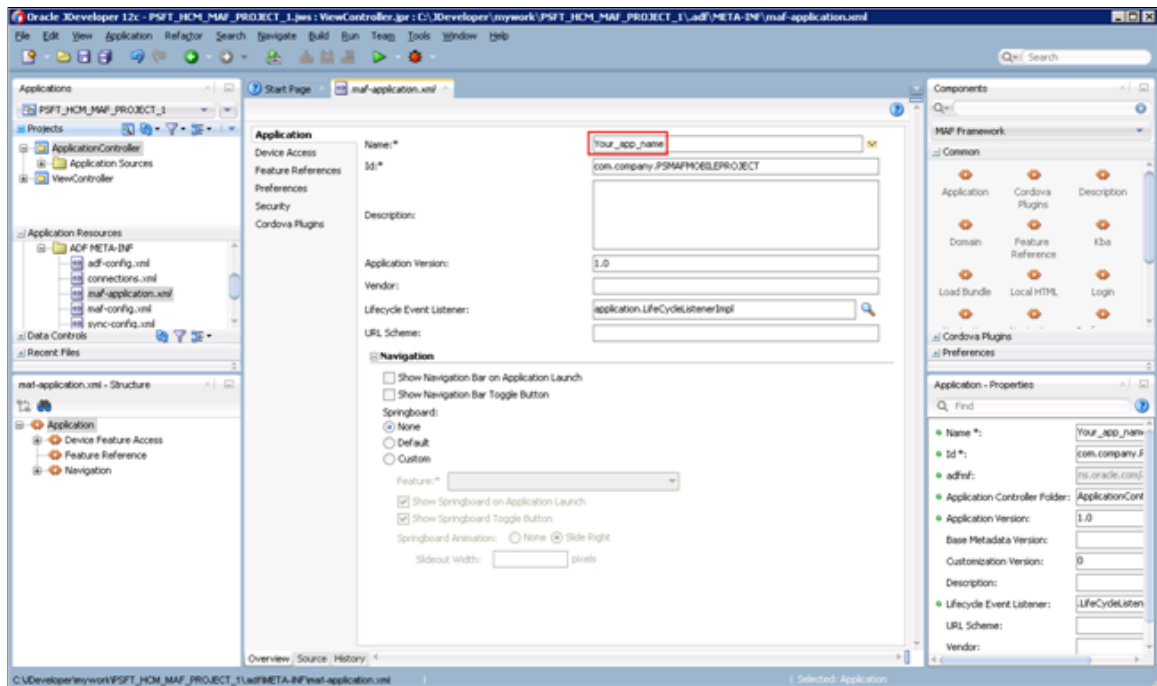 Oracle JDeveloper 12c - PSFT_HCM_MAF_PROJECT_1.jws : ViewController.jpr : C:\JDeveloper\mywork\PSFT_HCM_MAF_PROJECT_1\.adf\META-INF\maf-application.xml
File Edit View Application Refactor Search Navigate Build Run Team Tools Window Help
Search
Applications
PSFT_HCM_MAF_PROJECT_1
Projects
ApplicationController
Application Sources
ViewController
Application Resources
ADF META-INF
adf-config.xml
connections.xml
maf-application.xml
maf-config.xml
sync-config.xml
Data Controls
Recent Files
maf-application.xml - Structure
Application
Device Feature Access
Feature Reference
Navigation
Start Page
maf-application.xml
Application
Device Access
Feature References
Preferences
Security
Cordova Plugins
Name:* Your_app_name
Id:* com.company.PSMAFMOBILEPROJECT
Description:
Application Version: 1.0
Vendor:
Lifecycle Event Listener: application.LifeCycleListenerImpl
URL Scheme:
Navigation
Show Navigation Bar on Application Launch
Show Navigation Bar Toggle Button
Springboard:
None
Default
Custom
Feature:*
Show Springboard on Application Launch
Show Springboard Toggle Button
Springboard Animation: None Slide Right
Slideout Width: pixels
Overview Source History
Components
MAF Framework
Common
Application Cordova Plugins Description
Domain Feature Reference Kba
Load Bundle Local HTML Login
Cordova Plugins
Preferences
Application - Properties
Find
Name *: Your_app_nam
Id *: com.company.P
adfmf: ns.oracle.com/
Application Controller Folder: ApplicationCont
Application Version: 1.0
Base Metadata Version:
Customization Version: 0
Description:
Lifecycle Event Listener: .LifeCycleListen
URL Scheme:
Vendor:
C:\JDeveloper\mywork\PSFT_HCM_MAF_PROJECT_1\.adf\META-INF\maf-application.xml
Selected: Application